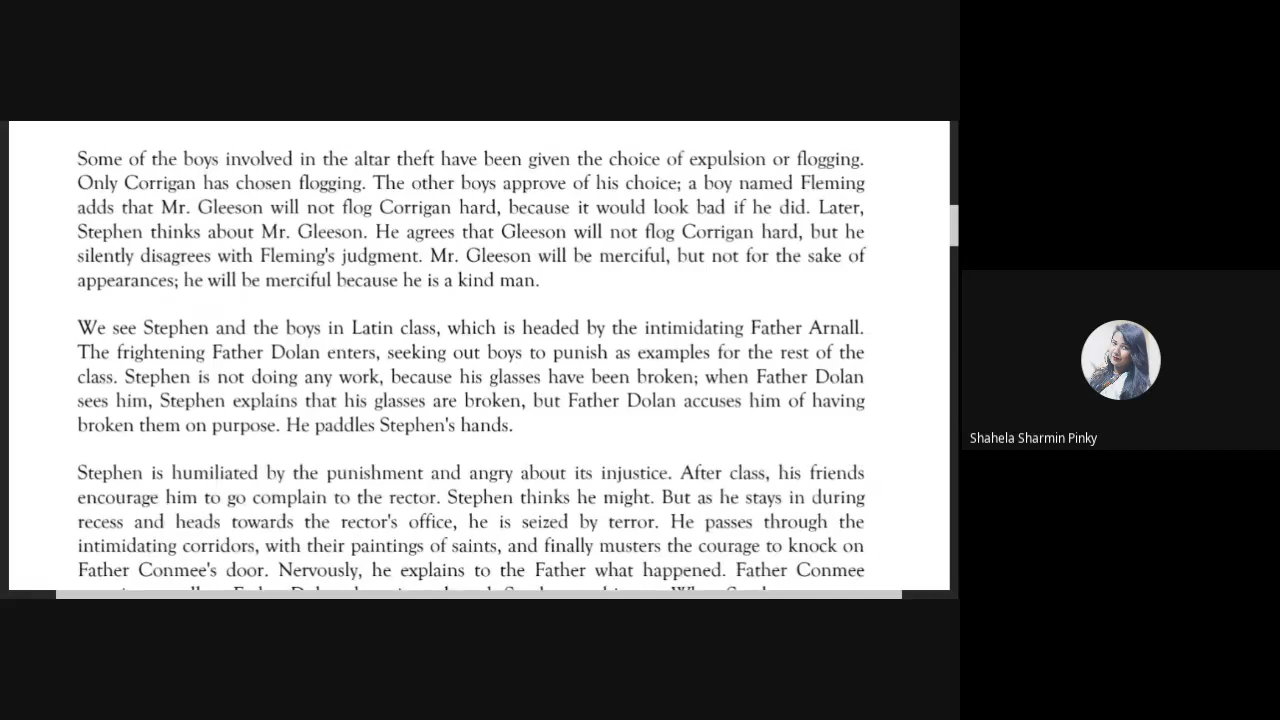 Some of the boys involved in the altar theft have been given the choice of expulsion or flogging.
Only Corrigan has chosen flogging. The other boys approve of his choice; a boy named Fleming
adds that Mr. Gleeson will not flog Corrigan hard, because it would look bad if he did. Later,
Stephen thinks about Mr. Gleeson. He agrees that Gleeson will not flog Corrigan hard, but he
silently disagrees with Fleming's judgment. Mr. Gleeson will be merciful, but not for the sake of
appearances; he will be merciful because he is a kind man.
We see Stephen and the boys in Latin class, which is headed by the intimidating Father Arnall.
The frightening Father Dolan enters, seeking out boys to punish as examples for the rest of the
class. Stephen is not doing any work, because his glasses have been broken; when Father Dolan
sees him, Stephen explains that his glasses are broken, but Father Dolan accuses him of having
broken them on purpose. He paddles Stephen's hands.
Stephen is humiliated by the punishment and angry about its injustice. After class, his friends
encourage him to go complain to the rector. Stephen thinks he might. But as he stays in during
recess and heads towards the rector's office, he is seized by terror. He passes through the
intimidating corridors, with their paintings of saints, and finally musters the courage to knock on
Father Conmee's door. Nervously, he explains to the Father what happened. Father Conmee
Shahela Sharmin Pinky